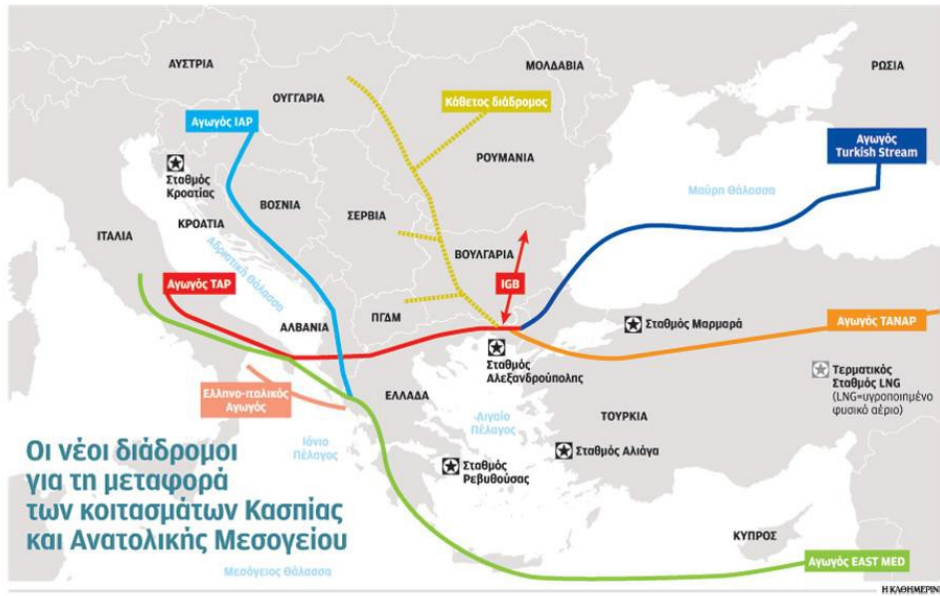 ΑΥΣΤΡΙΑ
ΜΟΛΔΑΒΙΑ
ΡΩΣΙΑ
ΟΥΓΓΑΡΙΑ
Κάθετος διάδρομος
Αγωγός ΙΑΡ
Αγωγός
Turkish Stream
Σταθμός
Κροατίας
ΡΟΥΜΑΝΙΑ
Μαύρη Θάλασσα
ΒΟΣΝΙΑ
ΣΕΡΒΙΑ
ΚΡΟΑΤΙΑ
ΙΤΑΛΙΑ
Αδριατική Θάλασσα
ΒΟΥΛΓΑΡΙΑ
Αγωγός TAP
IGB
ΑΛΒΑΝΙΑ
ΠΓΔΜ
Σταθμός Μαρμαρά
Αγωγός TANAP
Σταθμός
Αλεξανδρούπολης
Τερματικός
Σταθμός LNG
(LNG=υγροποιημένο
φυσικό αέριο)
Ελληνο-ιταλικός
Αγωγός
ΕΛΛΑΔΑ
Αιγαίο
Πέλαγος
ΤΟΥΡΚΙΑ
Ιόνιο
Πέλαγος
Σταθμός Αλιάγα
Σταθμός
Ρεβυθούσας
Οι νέοι διάδρομοι
για τη μεταφορά
των κοιτασμάτων Κασπίας
και Ανατολικής Μεσογείου
ΚΥΠΡΟΣ
Αγωγός EAST MED
Μεσόγειος Θάλασσα
Η ΚΑΘΗΜΕΡΙΝ